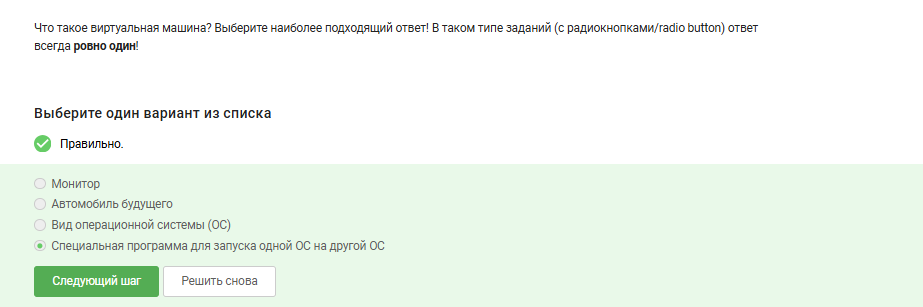 Что такое виртуальная машина? Выберите наиболее подходящий ответ! В таком типе заданий (с радиокнопками/radio button) ответ
всегда ровно один!
Выберите один вариант из списка
Правильно.
Монитор
Автомобиль будущего
Вид операционной системы (ОС)
Специальная программа для запуска одной ОС на другой ОС
Следующий шаг Решить снова